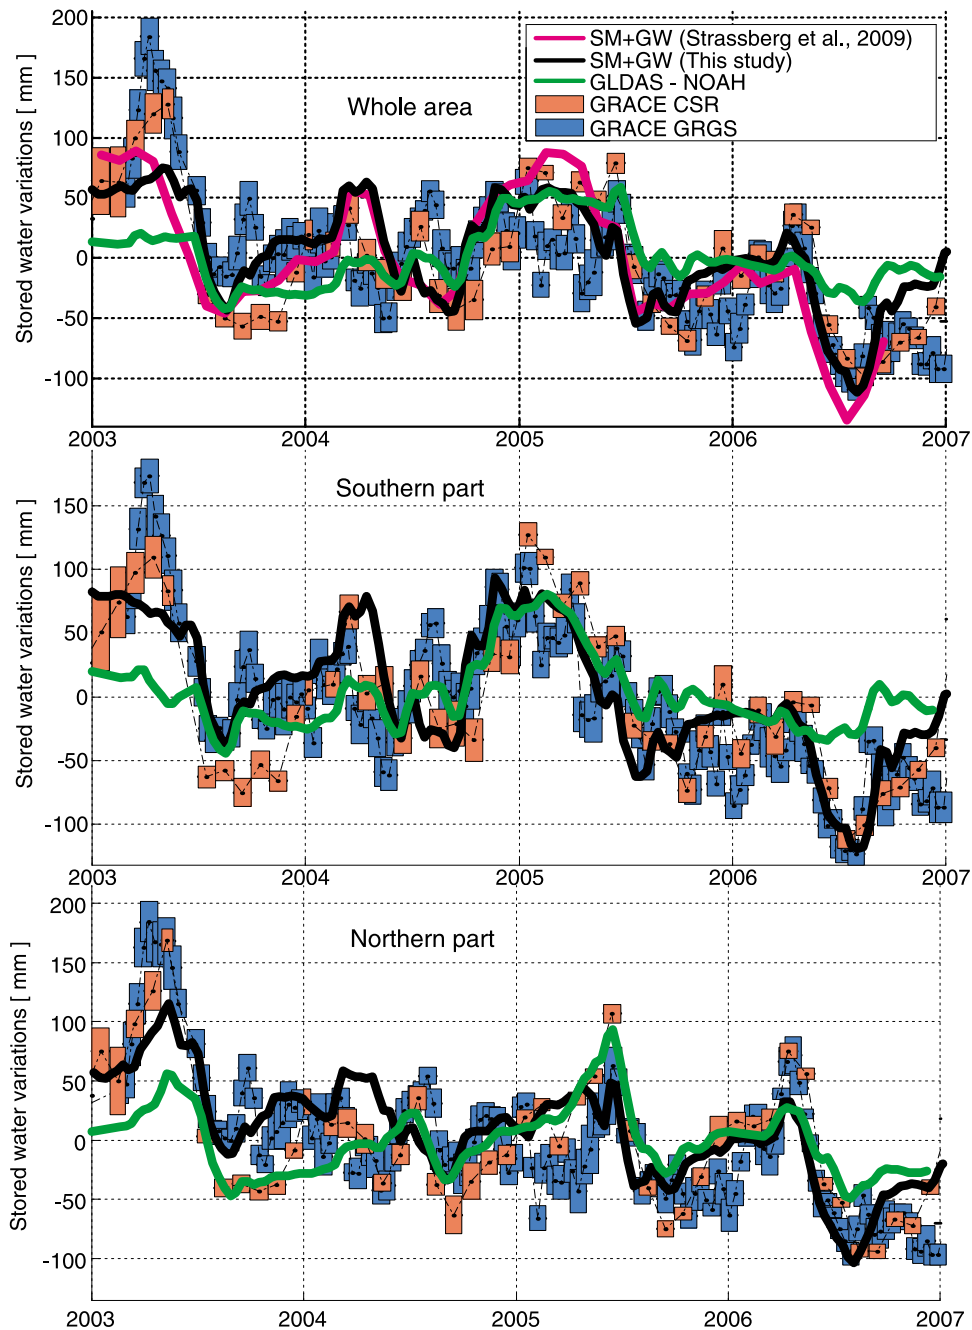 200
150
100
50
0
-50
-100
Stored water variations [ mm ]
Whole area
SM+GW (Strassberg et al., 2009)
SM+GW (This study)
GLDAS - NOAH
GRACE CSR
GRACE GRGS
2003 2004 2005 2006 2007
150
100
50
0
-50
-100
Stored water variations [ mm ]
Southern part
2003 2004 2005 2006 2007
200
150
100
50
0
-50
-100
Stored water variations [ mm ]
Northern part
2003 2004 2005 2006 2007